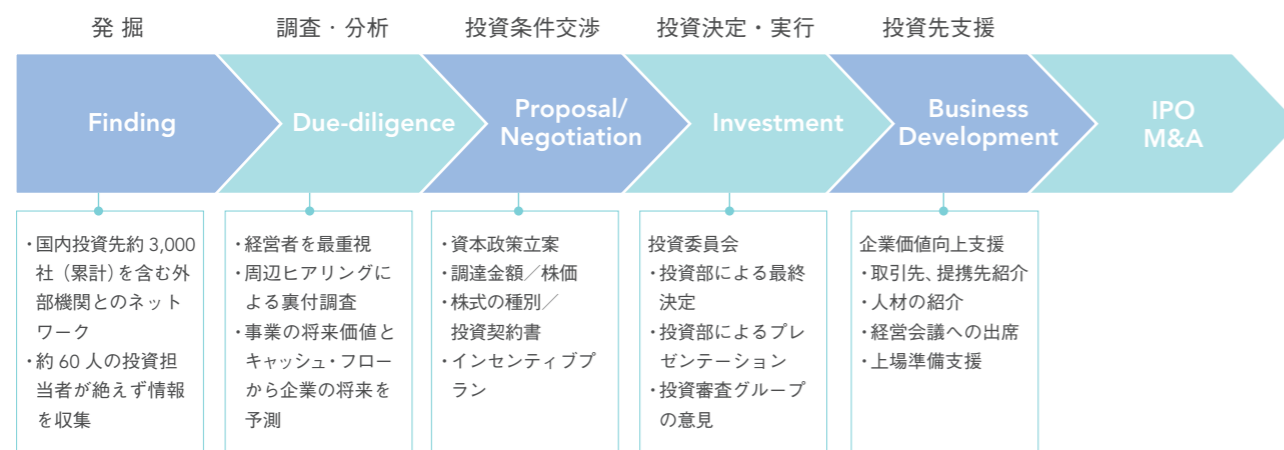 発 掘
調査・分析
投資条件交渉
投資決定・実行
投資先支援
Finding
Due-diligence
Proposal/
Negotiation
Investment
Business
Development
IPO
M&A
・国内投資先約 3,000
社（累計）を含む外
部機関とのネット
ワーク
・約 60 人の投資担
当者が絶えず情報
を収集
・経営者を最重視
・周辺ヒアリングに
よる裏付調査
・事業の将来価値と
キャッシュ・フロー
から企業の将来を
予測
・資本政策立案
・調達金額／株価
・株式の種別／
投資契約書
・インセンティブプ
ラン
投資委員会
・投資部による最終
決定
・投資部によるプレ
ゼンテーション
・投資審査グループ
の意見
企業価値向上支援
・取引先、提携先紹介
・人材の紹介
・経営会議への出席
・上場準備支援